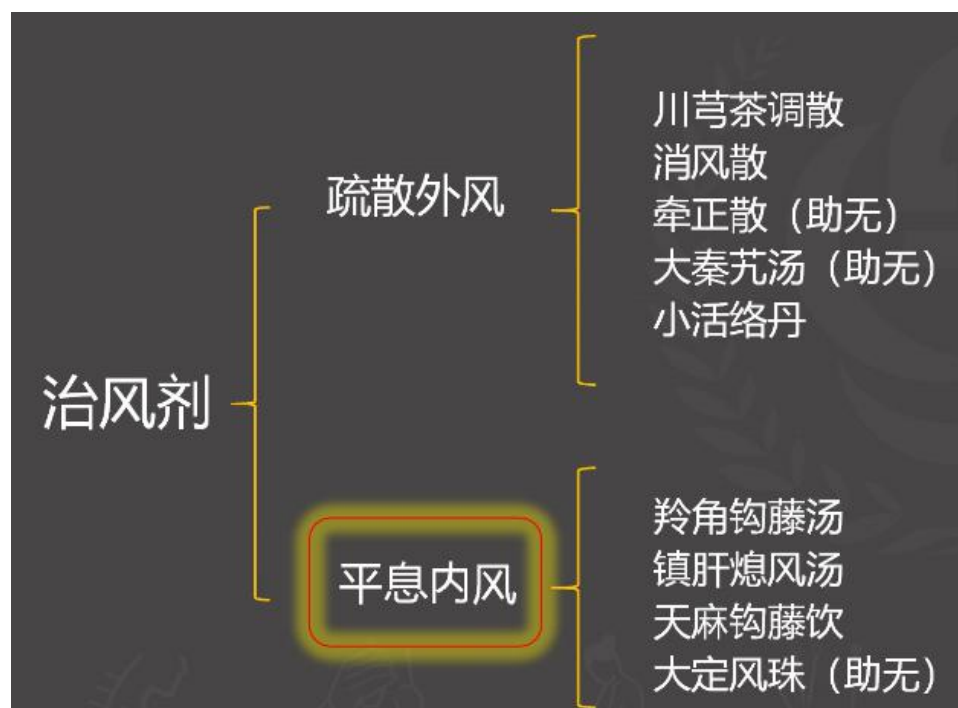 治风剂
疏散外风
川芎茶调散
消风散
牵正散（助无）
大秦艽汤（助无）
小活络丹
平息内风
羚角钩藤汤
镇肝熄风汤
天麻钩藤饮
大定风珠（助无）